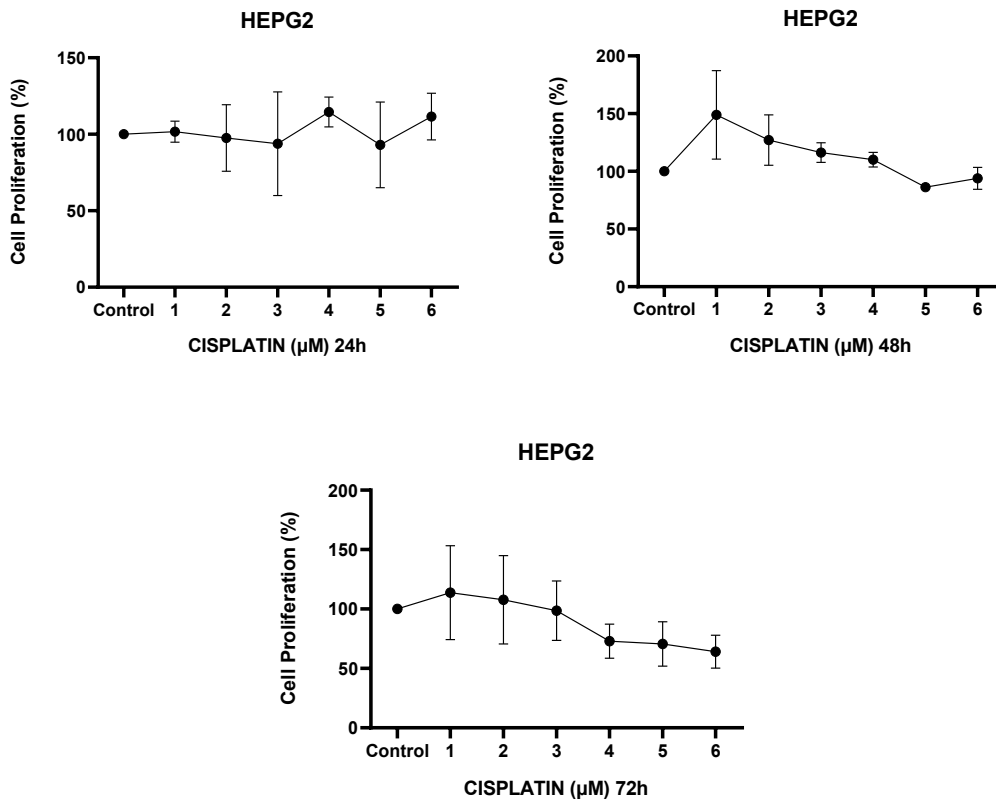 HEPG2
Cell Proliferation (%)
150
100
50
0
Control 1 2 3 4 5 6
CISPLATIN (µM) 24h
HEPG2
Cell Proliferation (%)
200
150
100
50
0
Control 1 2 3 4 5 6
CISPLATIN (µM) 48h
HEPG2
Cell Proliferation (%)
200
150
100
50
0
Control 1 2 3 4 5 6
CISPLATIN (µM) 72h